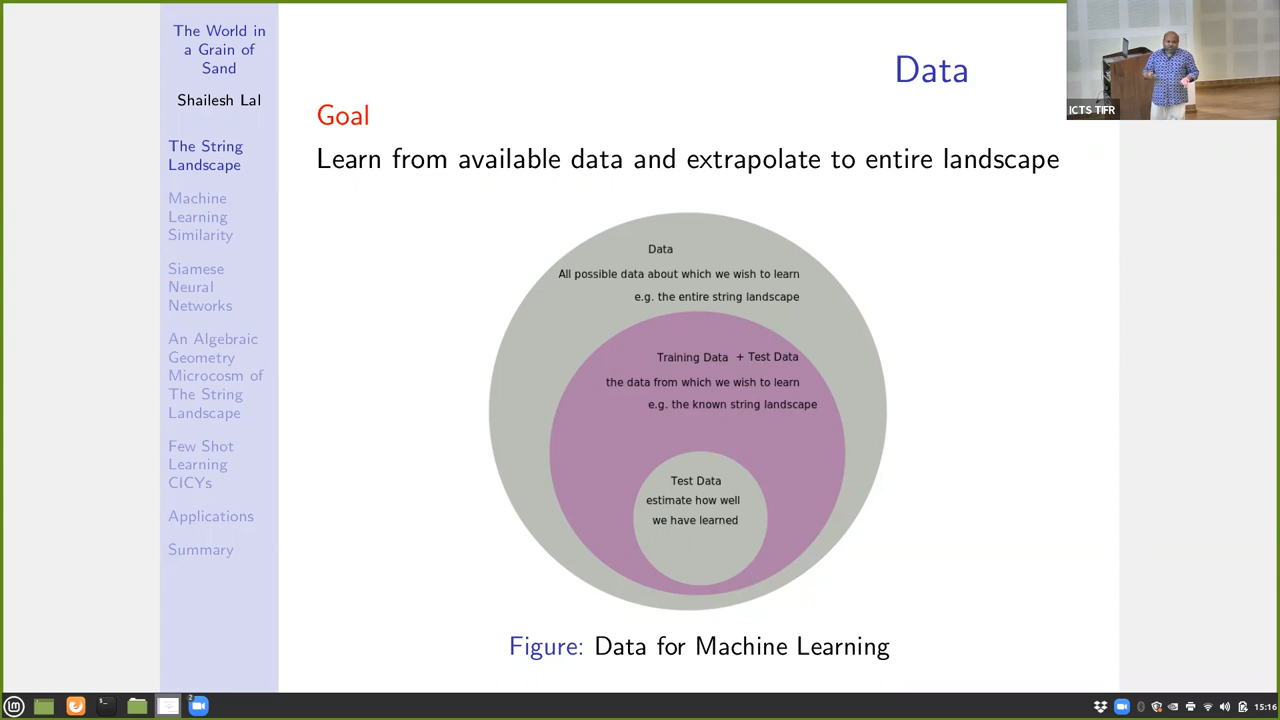 The World in
a Grain of
Sand
Shailesh Lal
The String
Landscape
Machine
Learning
Similarity
Siamese
Neural
Networks
An Algebraic
Geometry
Microcosm of
The String
Landscape
Few Shot
Learning
CICYs
Applications
Summary
Data
Goal
Learn from available data and extrapolate to entire landscape
Data
All possible data about which we wish to learn
e.g. the entire string landscape
Training Data + Test Data
the data from which we wish to learn
e.g. the known string landscape
Test Data
estimate how well
we have learned
Figure: Data for Machine Learning
ICTS TIFR
2
15:16